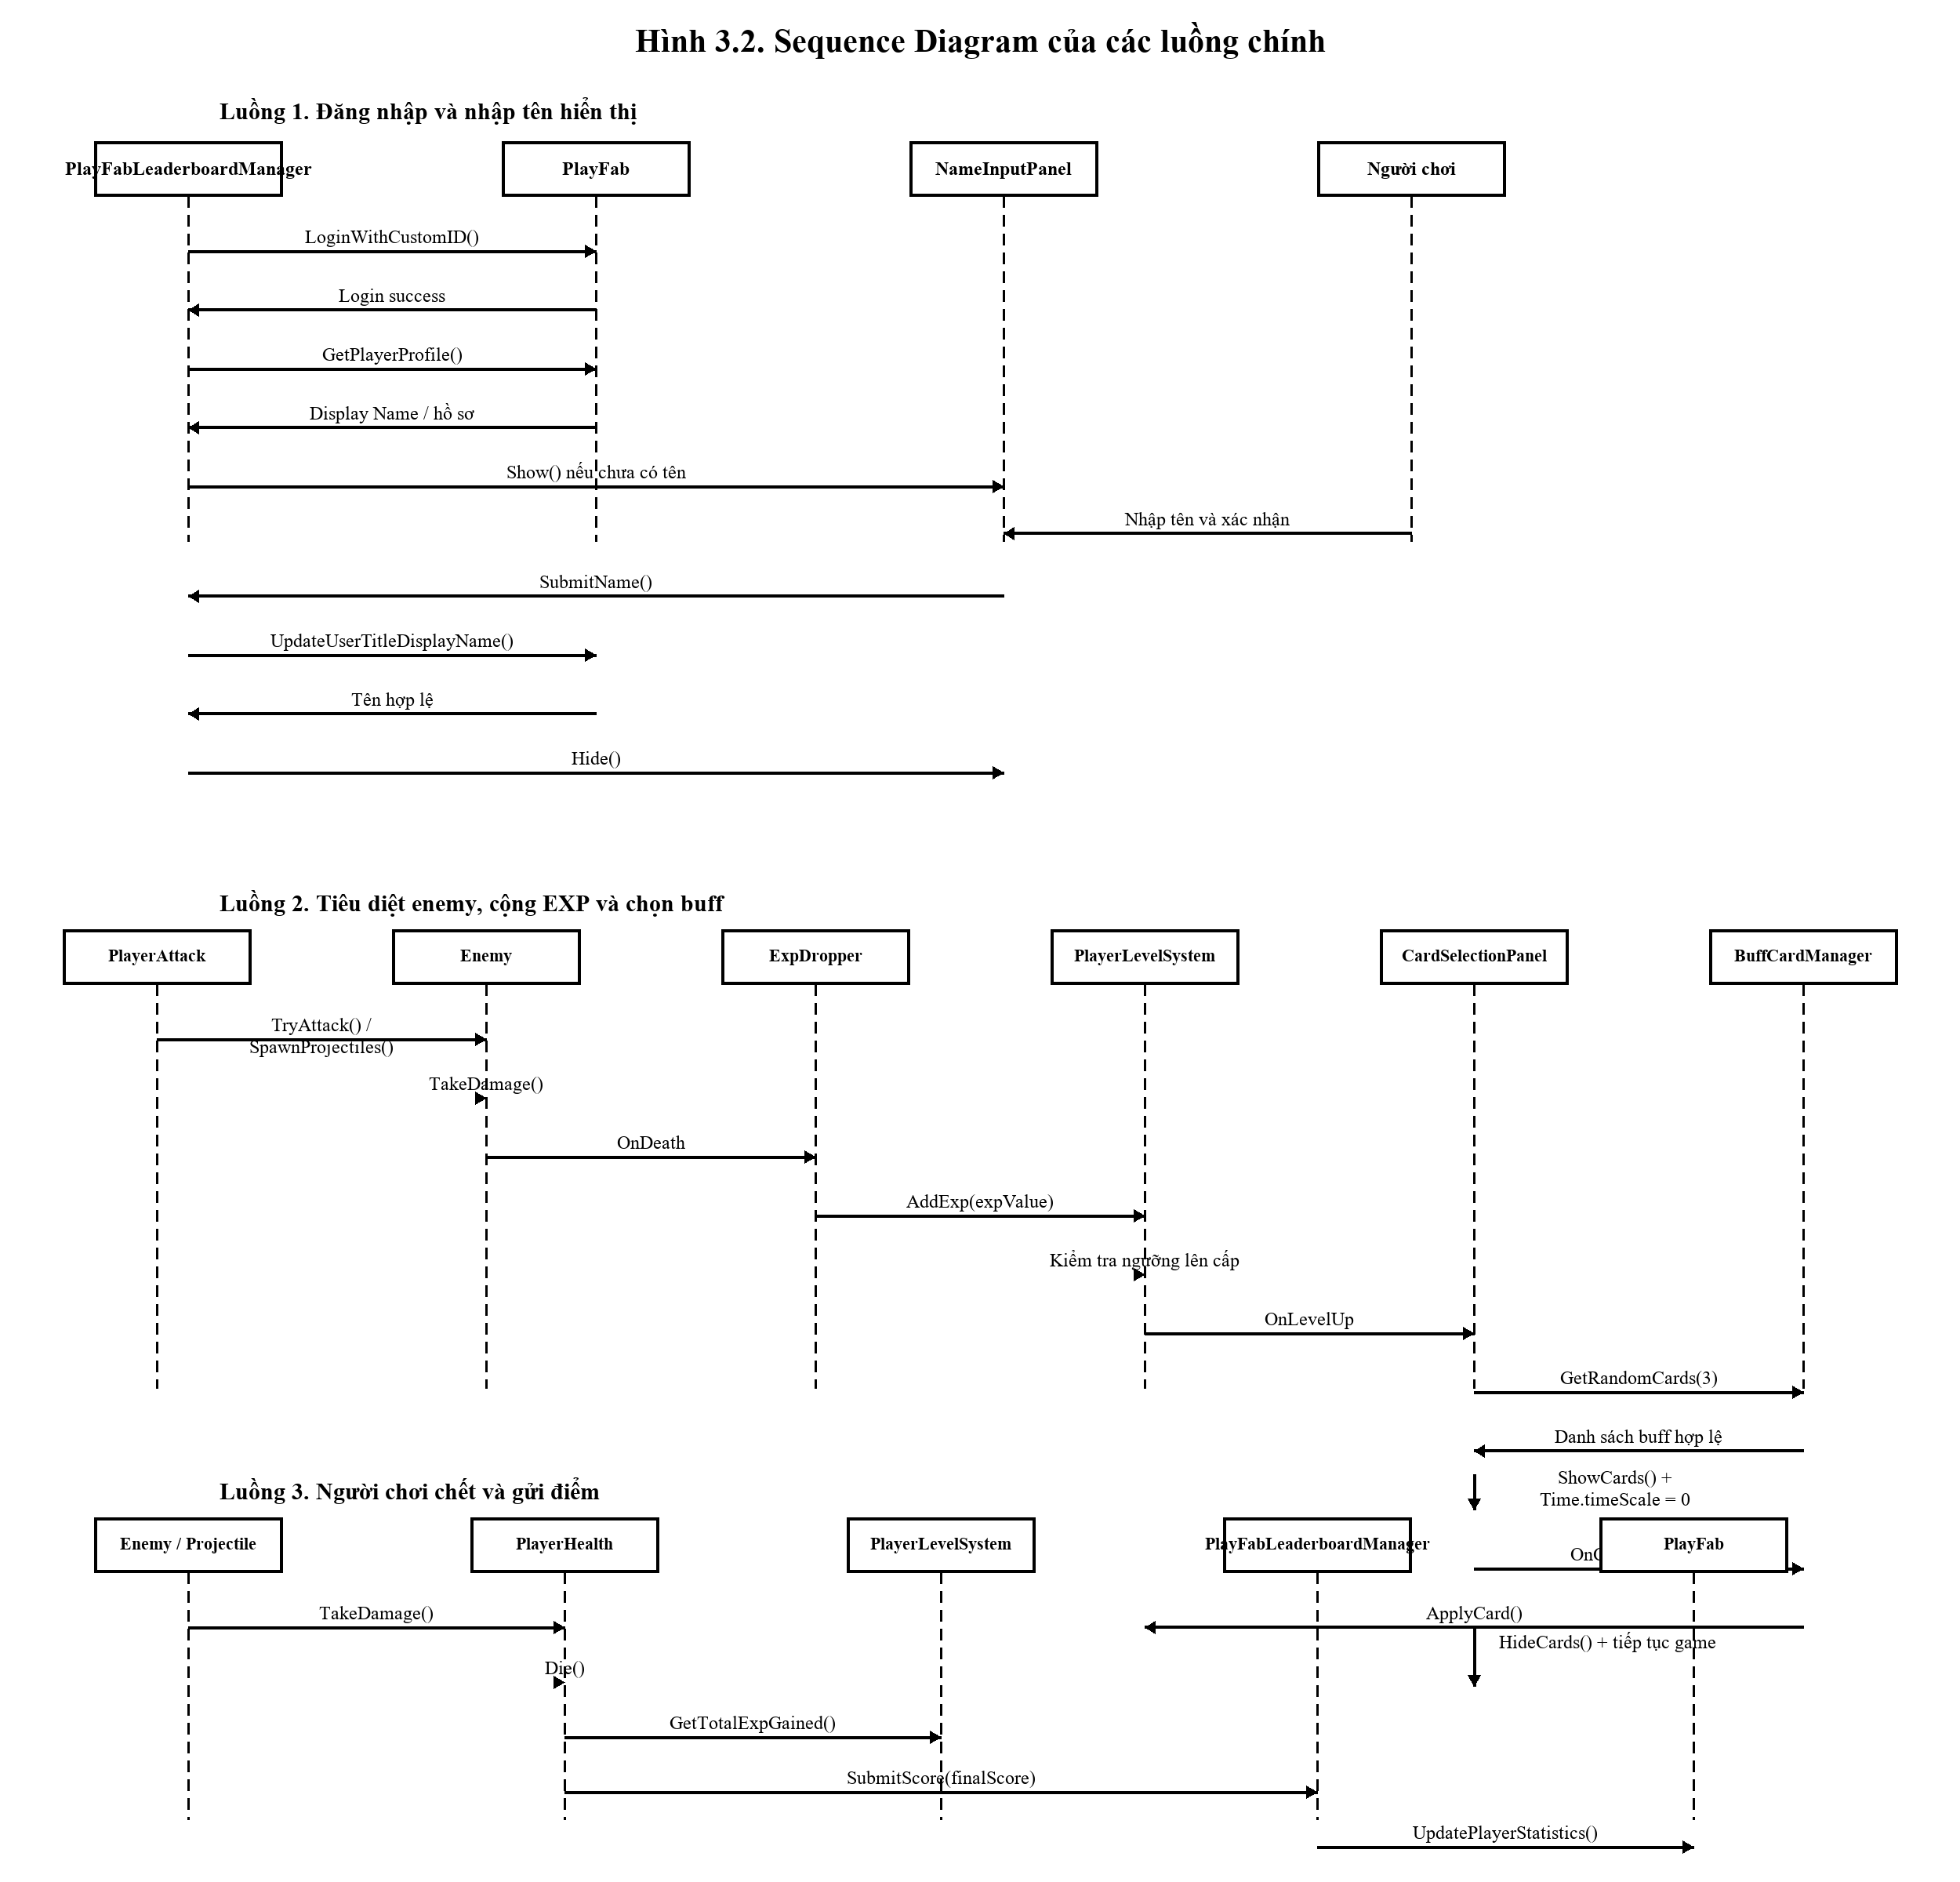 Hình 3.2. Sequence Diagram của các luồng chính
Luồng 1. Đăng nhập và nhập tên hiển thị
PlayFabLeaderboardManager
PlayFab
NameInputPanel
Người chơi
LoginWithCustomID()
Login success
GetPlayerProfile()
Display Name / hồ sơ
Show() nếu chưa có tên
Nhập tên và xác nhận
SubmitName()
UpdateUserTitleDisplayName()
Tên hợp lệ
Hide()
Luồng 2. Tiêu diệt enemy, cộng EXP và chọn buff
PlayerAttack
Enemy
ExpDropper
PlayerLevelSystem
CardSelectionPanel
BuffCardManager
TryAttack() /
SpawnProjectiles()
TakeDamage()
OnDeath
AddExp(expValue)
Kiểm tra ngưỡng lên cấp
OnLevelUp
GetRandomCards(3)
Danh sách buff hợp lệ
ShowCards() +
Time.timeScale = 0
ApplyCard()
HideCards() + tiếp tục game
Luồng 3. Người chơi chết và gửi điểm
Enemy / Projectile
PlayerHealth
PlayerLevelSystem
PlayFabLeaderboardManager
PlayFab
TakeDamage()
Die()
GetTotalExpGained()
SubmitScore(finalScore)
UpdatePlayerStatistics()